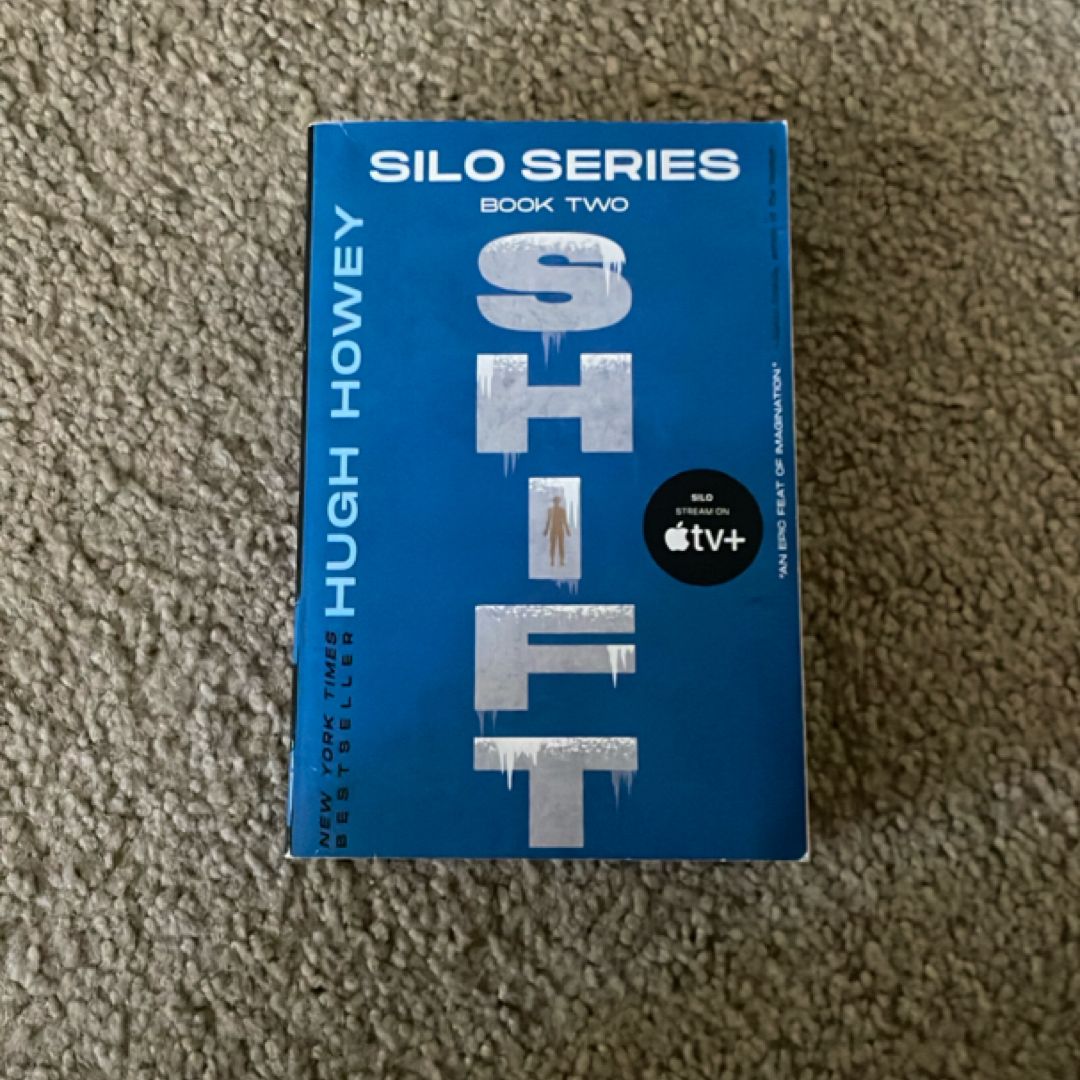 SILO SERIES
BOOK TWO
SHIFT
HUGH HOWEY
NEW YORK TIMES
BESTSELLER
SILO
STREAM ON
tv+
"AN EPIC FEAT OF IMAGINATION"